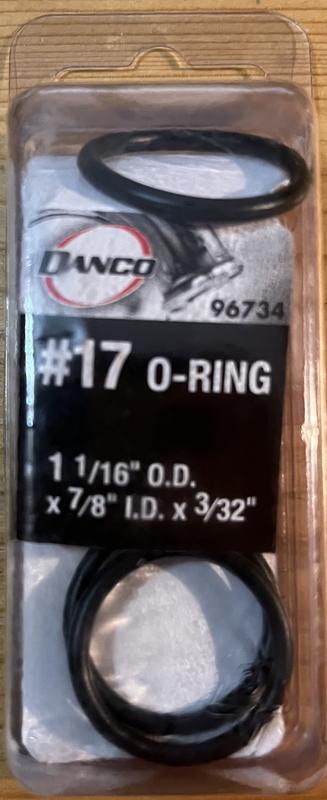 DANCO
96734
#17 O-RING
1 1/16" O.D.
x 7/8" I.D. x 3/32"